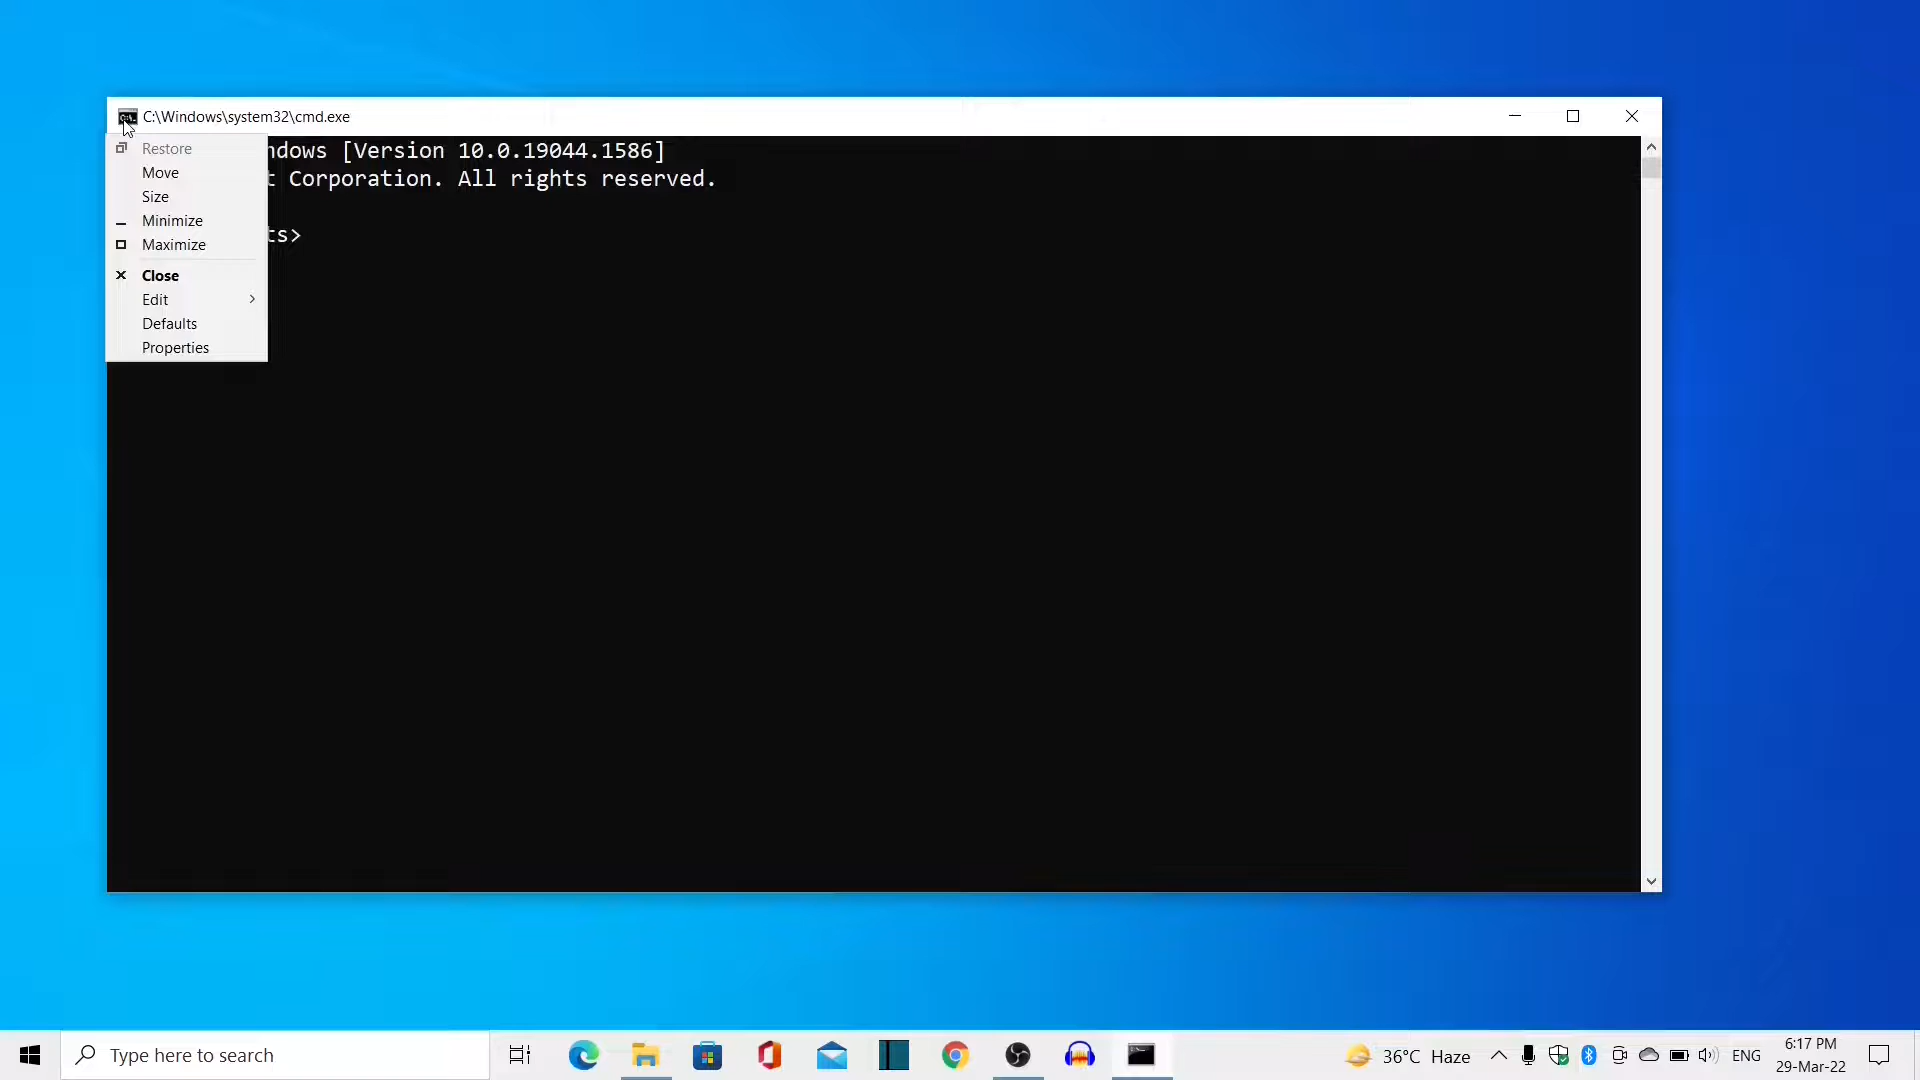 C:\Windows\system32\cmd.exe
Restore
Move
Size
Minimize
Maximize
Close
Edit
Defaults
Properties
ndows [Version 10.0.19044.1586]
t Corporation. All rights reserved.
ts>
Type here to search
36°C Haze
ENG
6:17 PM
29-Mar-22